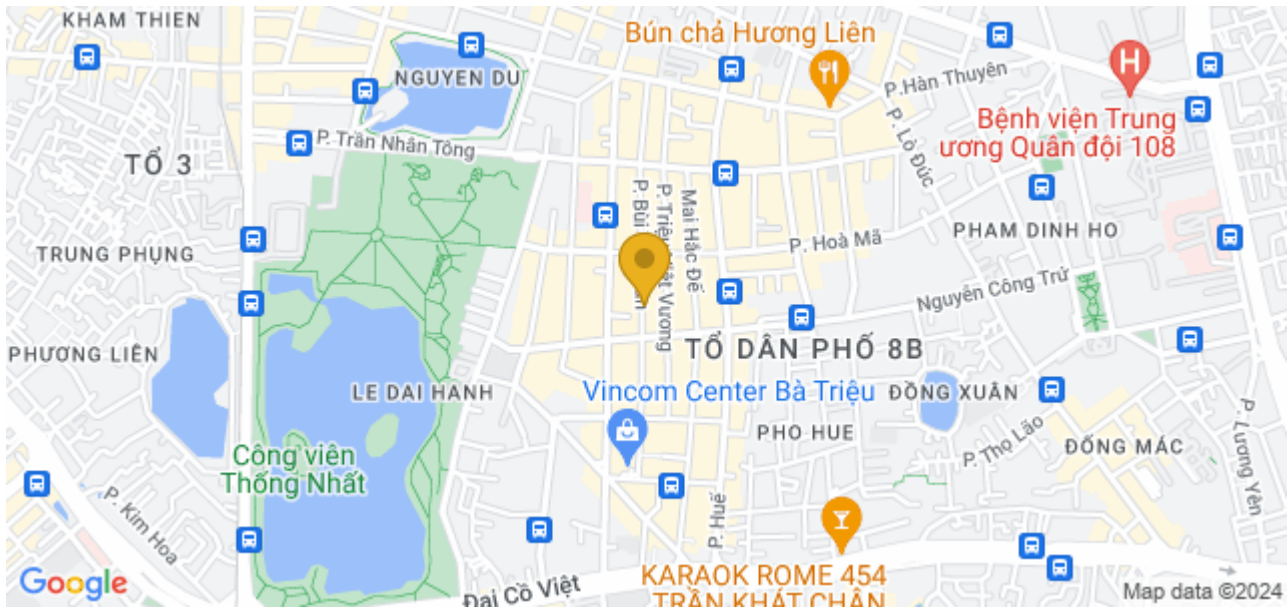 KHAM THIEN
Bún chả Hương Liên
NGUYEN DU
P. Hàn Thuyên
Bệnh viện Trung
ương Quân đội 108
P. Trần Nhân Tông
P. Lò Đúc
TỔ 3
P. Bùi
P. Triệu Việt Vương
Mai Hắc Đế
PHAM DINH HO
P. Hoà Mã
TRUNG PHỤNG
Nguyễn Công Trứ
PHƯƠNG LIÊN
TỔ DÂN PHỐ 8B
LE DAI HANH
Vincom Center Bà Triệu
ĐỒNG XUÂN
PHO HUE
P. Thọ Lão
ĐỐNG MÁC
P. Lương Yên
Công viên
Thống Nhất
P. Kim Hoa
P. Huế
KARAOK ROME 454
TRẦN KHÁT CHÂN
Đại Cồ Việt
Google
Map data ©2024